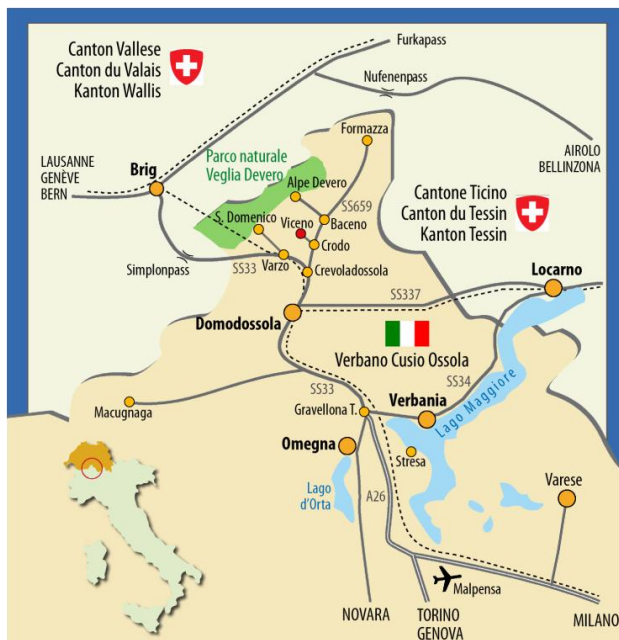 Canton Vallese
Canton du Valais
Kanton Wallis
Furkapass
Nufenenpass
Formazza
AIROLO
BELLINZONA
LAUSANNE
GENÈVE
BERN
Brig
Parco naturale
Veglia Devero
Alpe Devero
SS659
Cantone Ticino
Canton du Tessin
Kanton Tessin
S. Domenico
Viceno
Baceno
Crodo
Simplonpass
SS33
Varzo
Crevoladossola
Locarno
SS337
Domodossola
Verbano Cusio Ossola
SS33
SS34
Lago Maggiore
Macugnaga
Gravellona T.
Verbania
Omegna
Stresa
Varese
Lago
d'Orta
A26
Malpensa
NOVARA
TORINO
GENOVA
MILANO